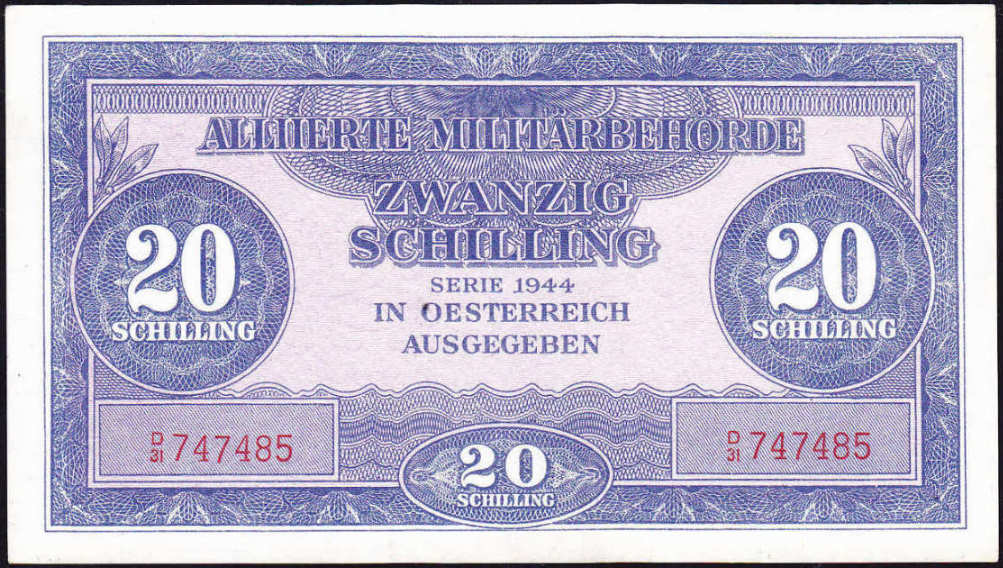 ALLIIERTE MILITÄRBEHÖRDE
ZWANZIG
SCHILLING
SERIE 1944
IN OESTERREICH
AUSGEGEBEN
20
SCHILLING
20
SCHILLING
D/31 747485
D/31 747485
20
SCHILLING